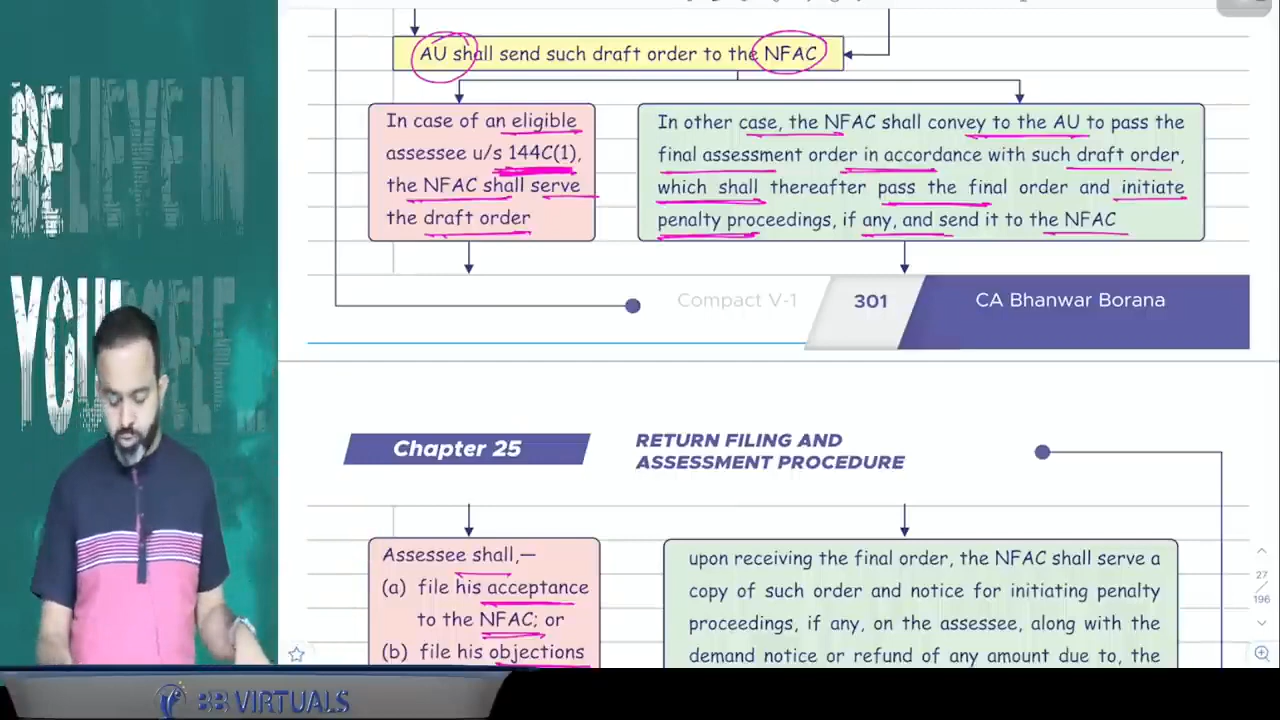 BELIEVE IN
AU shall send such draft order to the NFAC
In case of an eligible
assessee u/s 144C(1),
the NFAC shall serve
the draft order
In other case, the NFAC shall convey to the AU to pass the
final assessment order in accordance with such draft order,
which shall thereafter pass the final order and initiate
penalty proceedings, if any, and send it to the NFAC
Compact V-1
301
CA Bhanwar Borana
Chapter 25
RETURN FILING AND
ASSESSMENT PROCEDURE
Assessee shall,—
(a) file his acceptance
to the NFAC; or
(b) file his objections
upon receiving the final order, the NFAC shall serve a
copy of such order and notice for initiating penalty
proceedings, if any, on the assessee, along with the
demand notice or refund of any amount due to, the
27
196
BB VIRTUALS